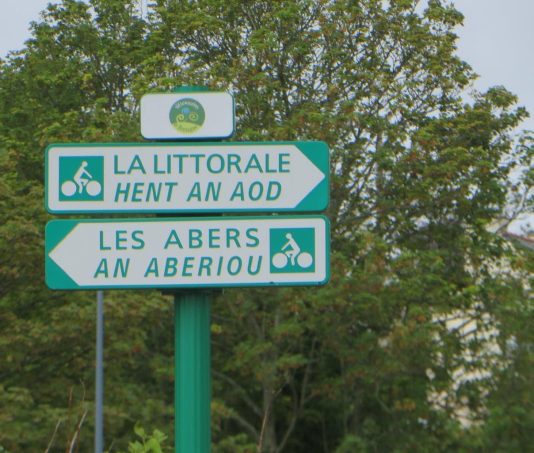 LA LITTORALE
HENT AN AOD
LES ABERS
AN ABERIOU